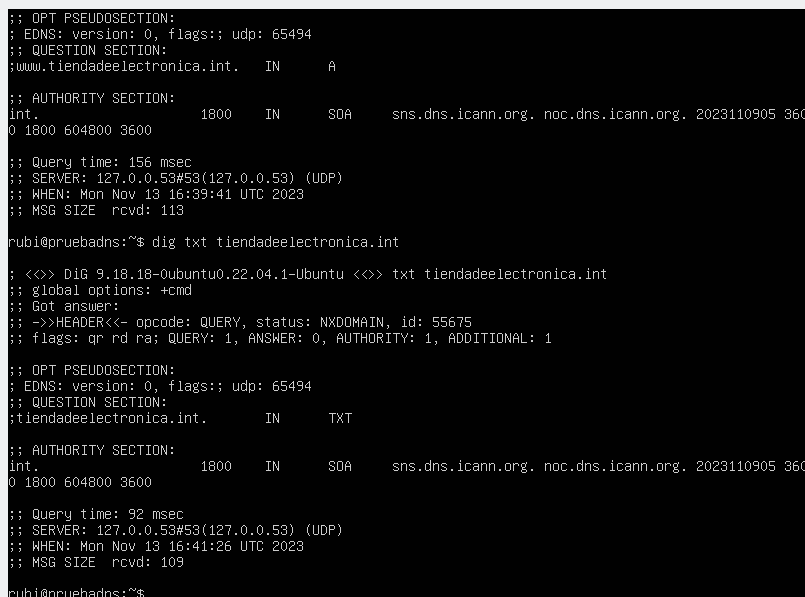 ;; OPT PSEUDOSECTION:
; EDNS: version: 0, flags:; udp: 65494
;; QUESTION SECTION:
;www.tiendadeelectronica.int.   IN      A
;; AUTHORITY SECTION:
int.                    1800    IN      SOA     sns.dns.icann.org. noc.dns.icann.org. 2023110905 360
0 1800 604800 3600
;; Query time: 156 msec
;; SERVER: 127.0.0.53#53(127.0.0.53) (UDP)
;; WHEN: Mon Nov 13 16:39:41 UTC 2023
;; MSG SIZE  rcvd: 113
rubi@pruebadns:~$ dig txt tiendadeelectronica.int
; <<>> DiG 9.18.18-0ubuntu0.22.04.1-Ubuntu <<>> txt tiendadeelectronica.int
;; global options: +cmd
;; Got answer:
;; ->>HEADER<<- opcode: QUERY, status: NXDOMAIN, id: 55675
;; flags: qr rd ra; QUERY: 1, ANSWER: 0, AUTHORITY: 1, ADDITIONAL: 1
;; OPT PSEUDOSECTION:
; EDNS: version: 0, flags:; udp: 65494
;; QUESTION SECTION:
;tiendadeelectronica.int.       IN      TXT
;; AUTHORITY SECTION:
int.                    1800    IN      SOA     sns.dns.icann.org. noc.dns.icann.org. 2023110905 360
0 1800 604800 3600
;; Query time: 92 msec
;; SERVER: 127.0.0.53#53(127.0.0.53) (UDP)
;; WHEN: Mon Nov 13 16:41:26 UTC 2023
;; MSG SIZE  rcvd: 109
rubi@pruebadns:~$